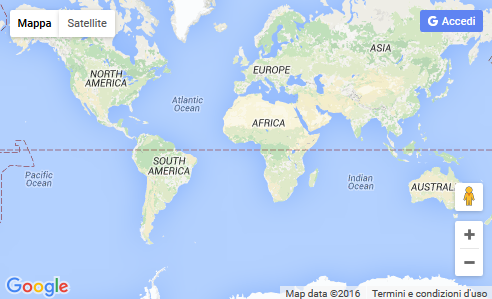 Mappa
Satellite
Accedi
ASIA
NORTH
AMERICA
EUROPE
Atlantic
Ocean
AFRICA
SOUTH
AMERICA
Pacific
Ocean
Indian
Ocean
AUSTRAL
Google
Map data ©2016
Termini e condizioni d'uso